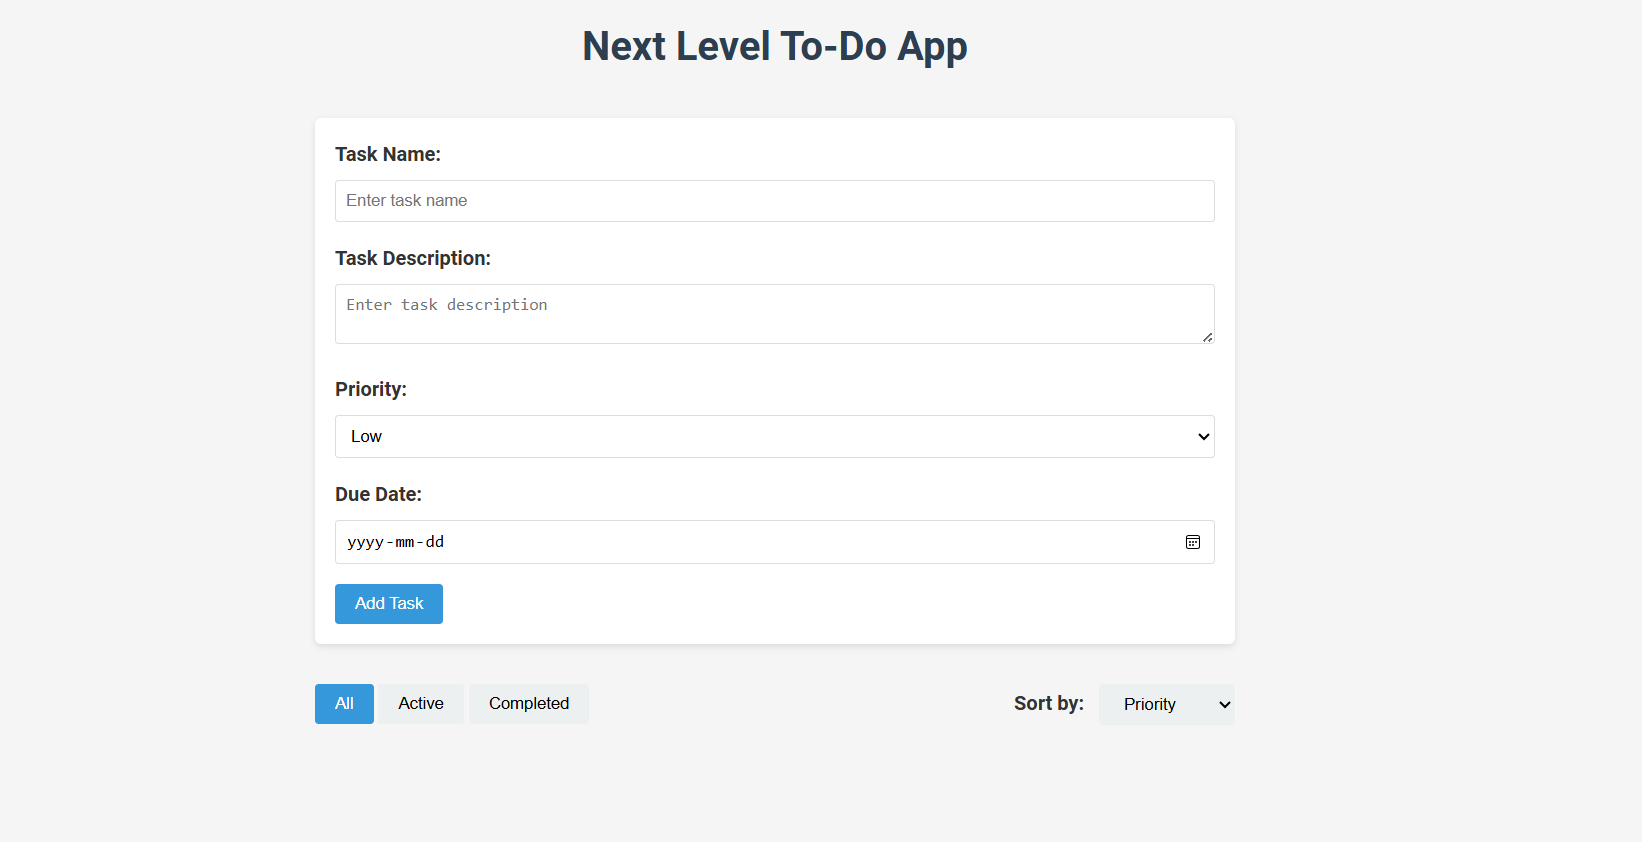 Next Level To-Do App
Task Name:
Enter task name
Task Description:
Enter task description
Priority:
Low
Due Date:
yyyy-mm-dd
Add Task
All Active Completed Sort by: Priority